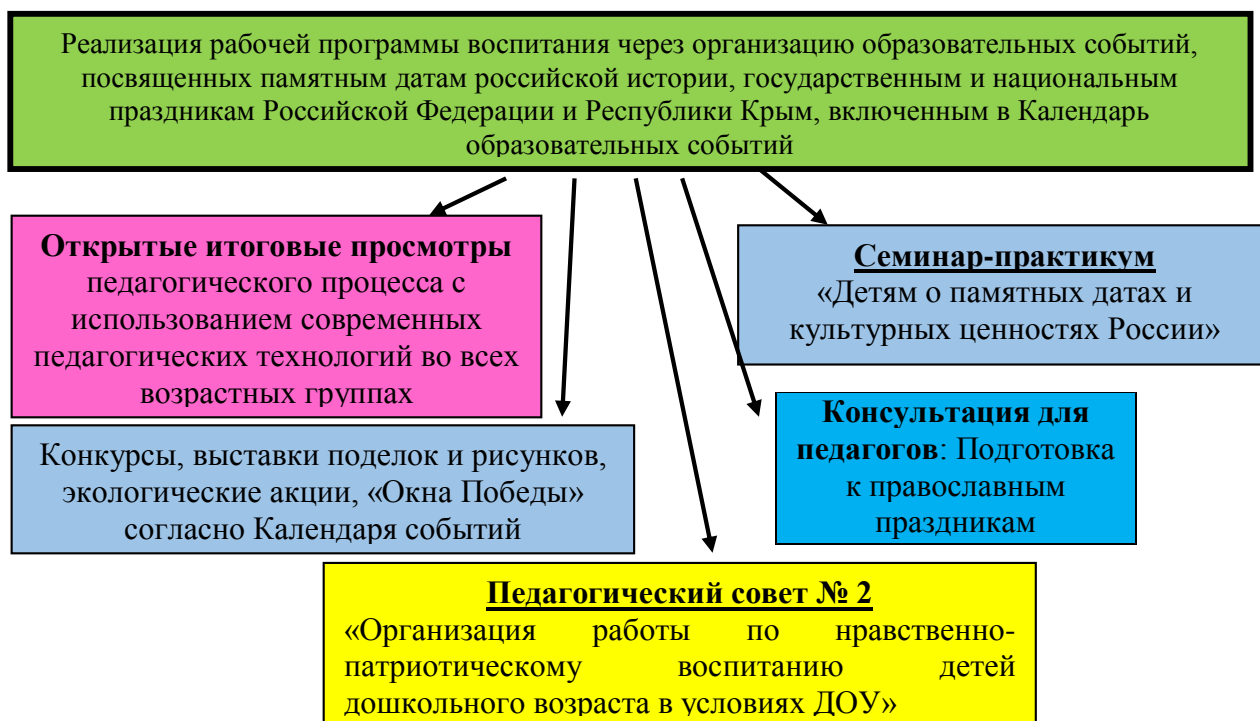 Реализация рабочей программы воспитания через организацию образовательных событий,
посвященных памятным датам российской истории, государственным и национальным
праздникам Российской Федерации и Республики Крым, включенным в Календарь
образовательных событий
Открытые итоговые просмотры
педагогического процесса с
использованием современных
педагогических технологий во всех
возрастных группах
Семинар-практикум
«Детям о памятных датах и
культурных ценностях России»
Конкурсы, выставки поделок и рисунков,
экологические акции, «Окна Победы»
согласно Календаря событий
Консультация для
педагогов: Подготовка
к православным
праздникам
Педагогический совет № 2
«Организация работы по нравственно-
патриотическому воспитанию детей
дошкольного возраста в условиях ДОУ»